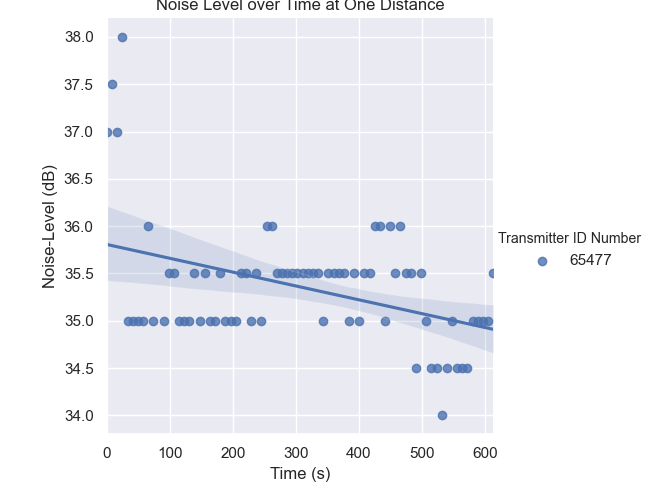 Noise Level over Time at One Distance
38.0
37.5
37.0
36.5
36.0
35.5
35.0
34.5
34.0
Noise-Level (dB)
0 100 200 300 400 500 600
Time (s)
Transmitter ID Number
65477